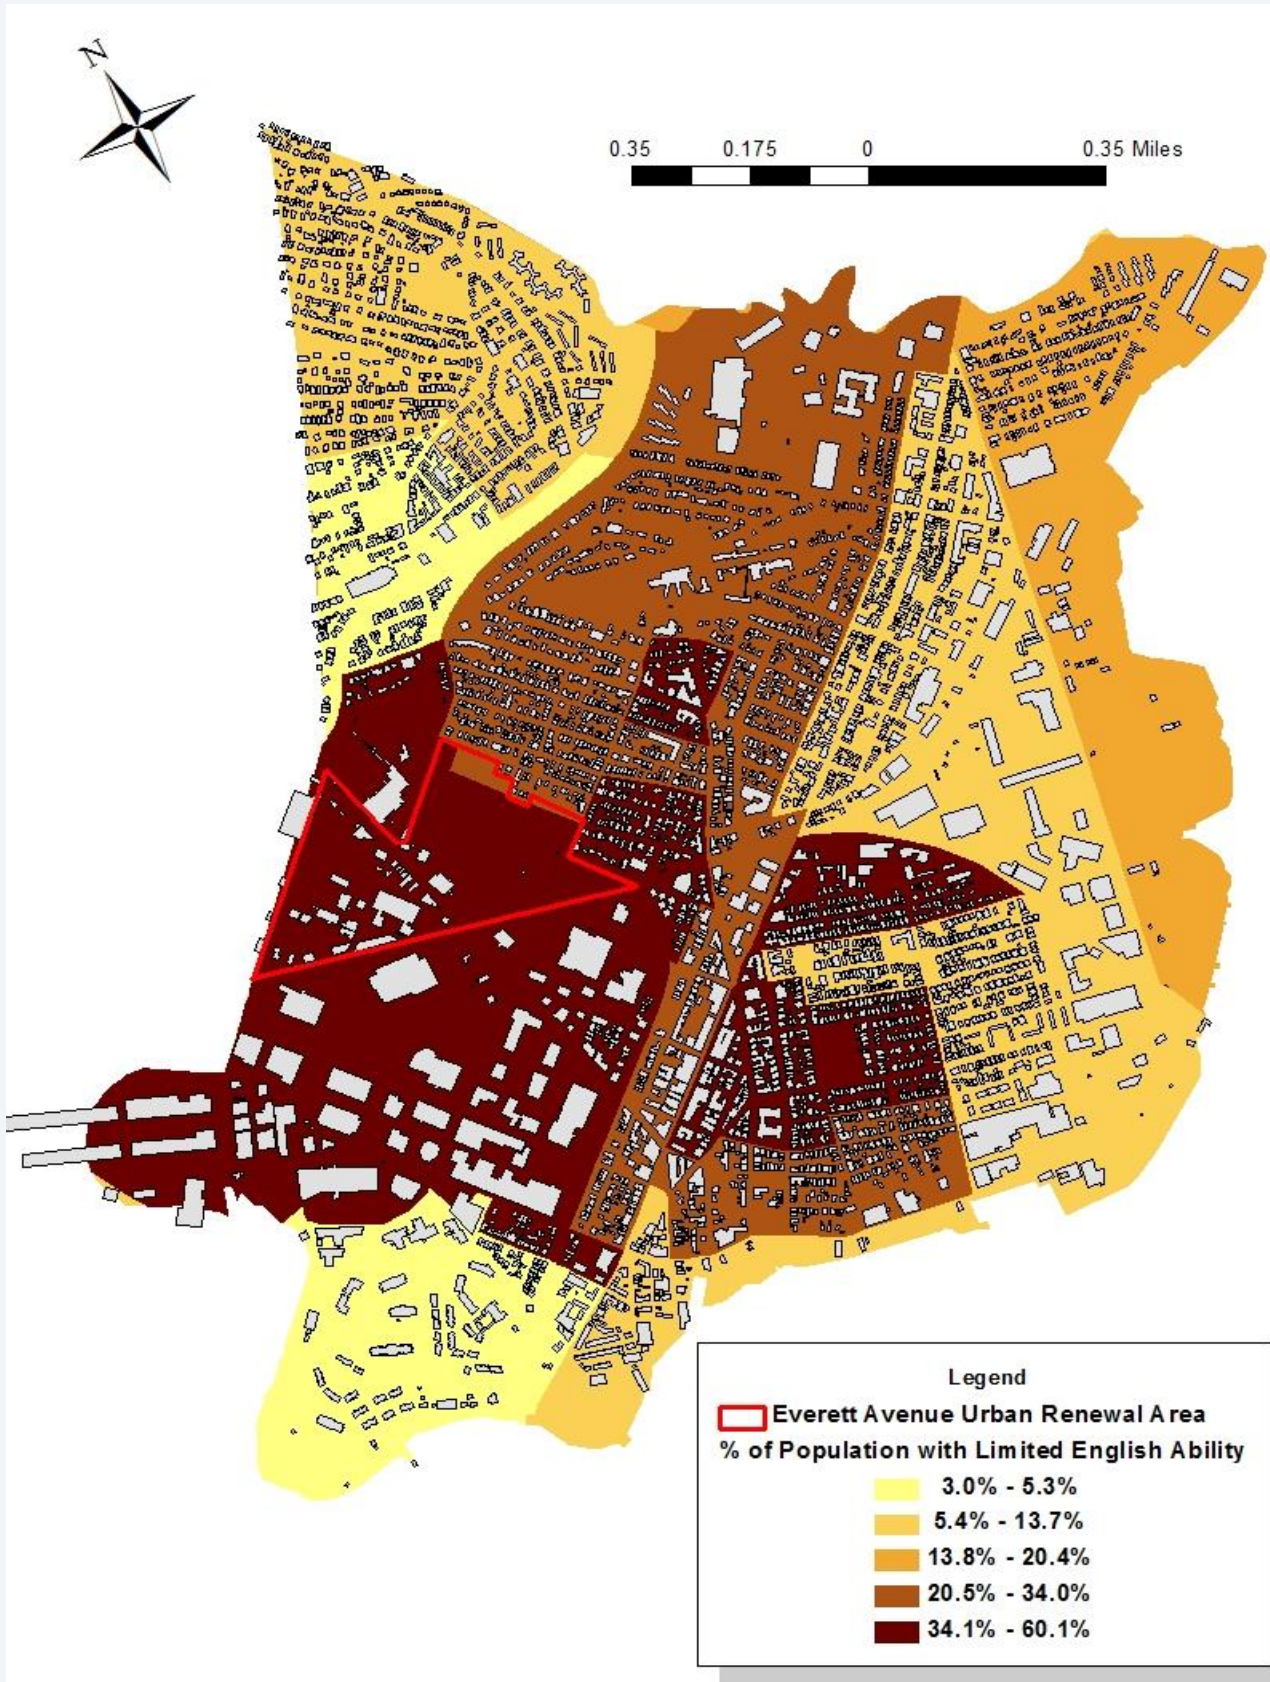 N
0.35 0.175 0 0.35 Miles
Legend
Everett Avenue Urban Renewal Area
% of Population with Limited English Ability
3.0% - 5.3%
5.4% - 13.7%
13.8% - 20.4%
20.5% - 34.0%
34.1% - 60.1%